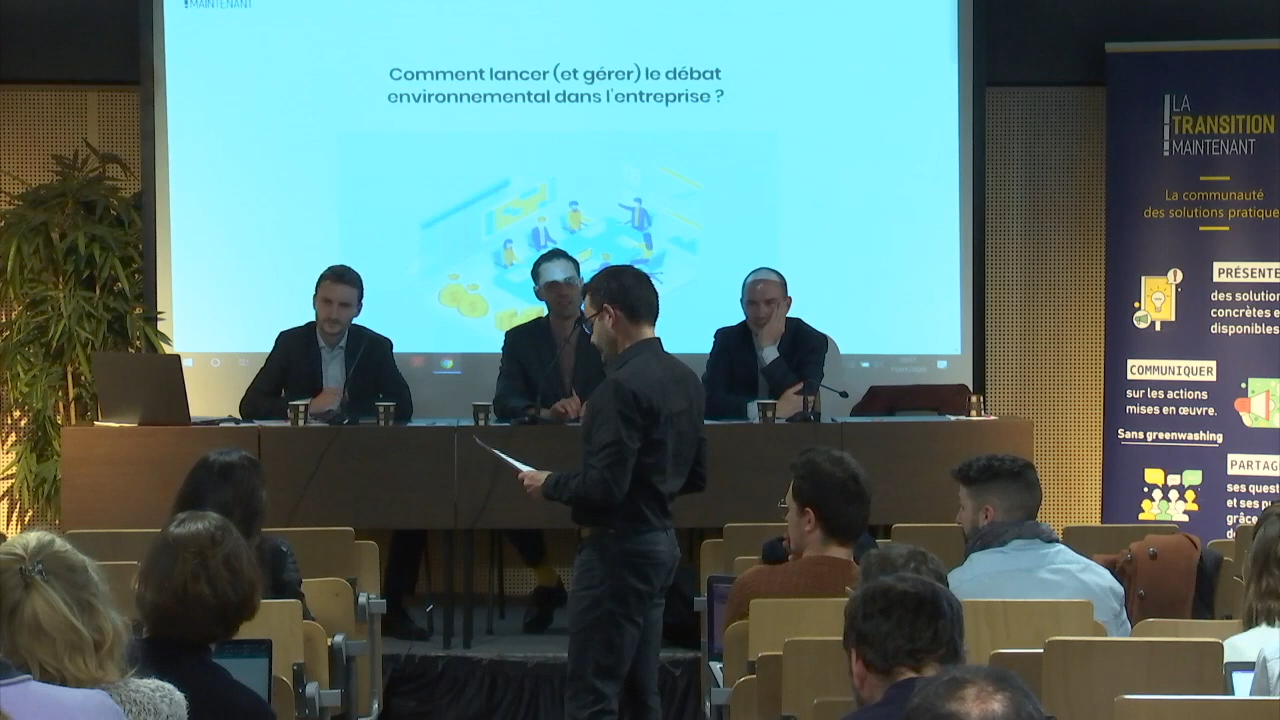 MAINTENANT
Comment lancer (et gérer) le débat
environnemental dans l'entreprise ?
LA
TRANSITION
MAINTENANT
La communauté
des solutions pratique
PRÉSENTE
des solution
concrètes e
disponibles
COMMUNIQUER
sur les actions
mises en œuvre.
Sans greenwashing
PARTAG
ses quest
et ses
grâce